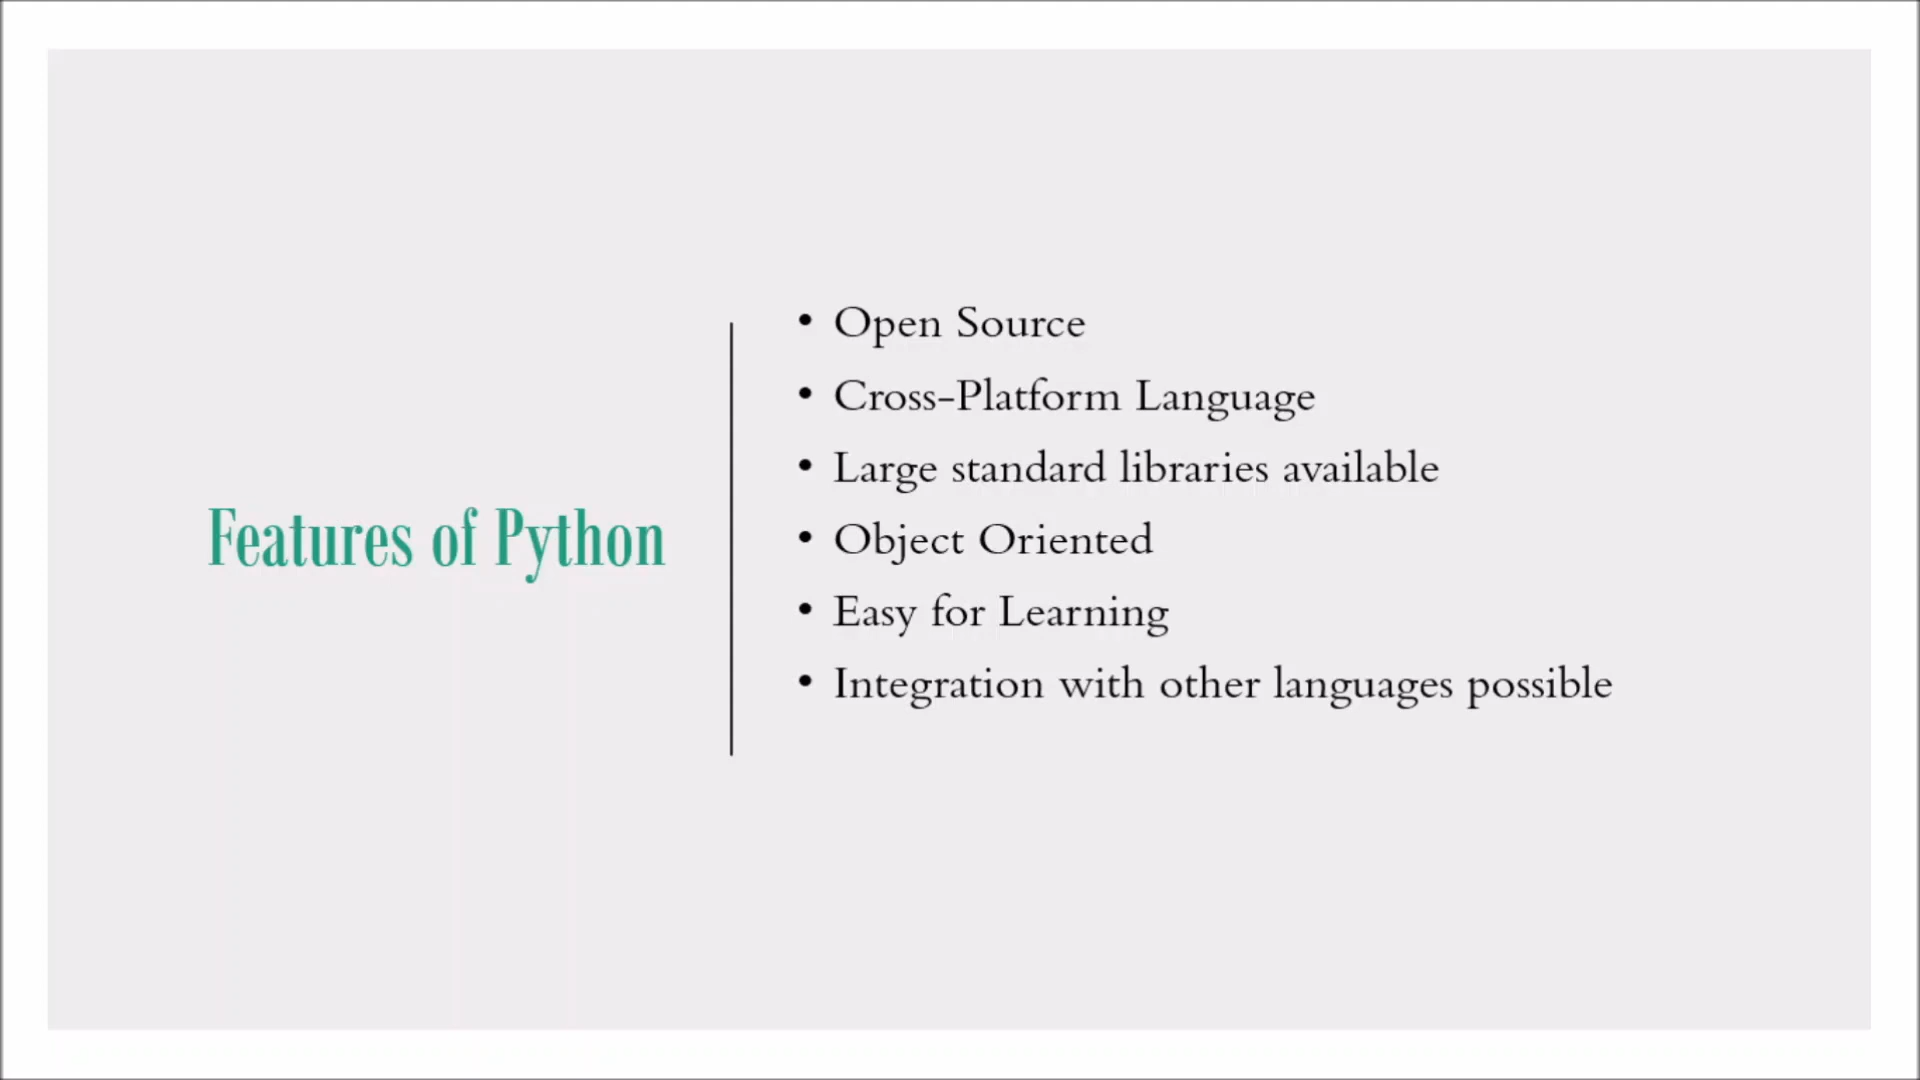 Features of Python
• Open Source
• Cross-Platform Language
• Large standard libraries available
• Object Oriented
• Easy for Learning
• Integration with other languages possible